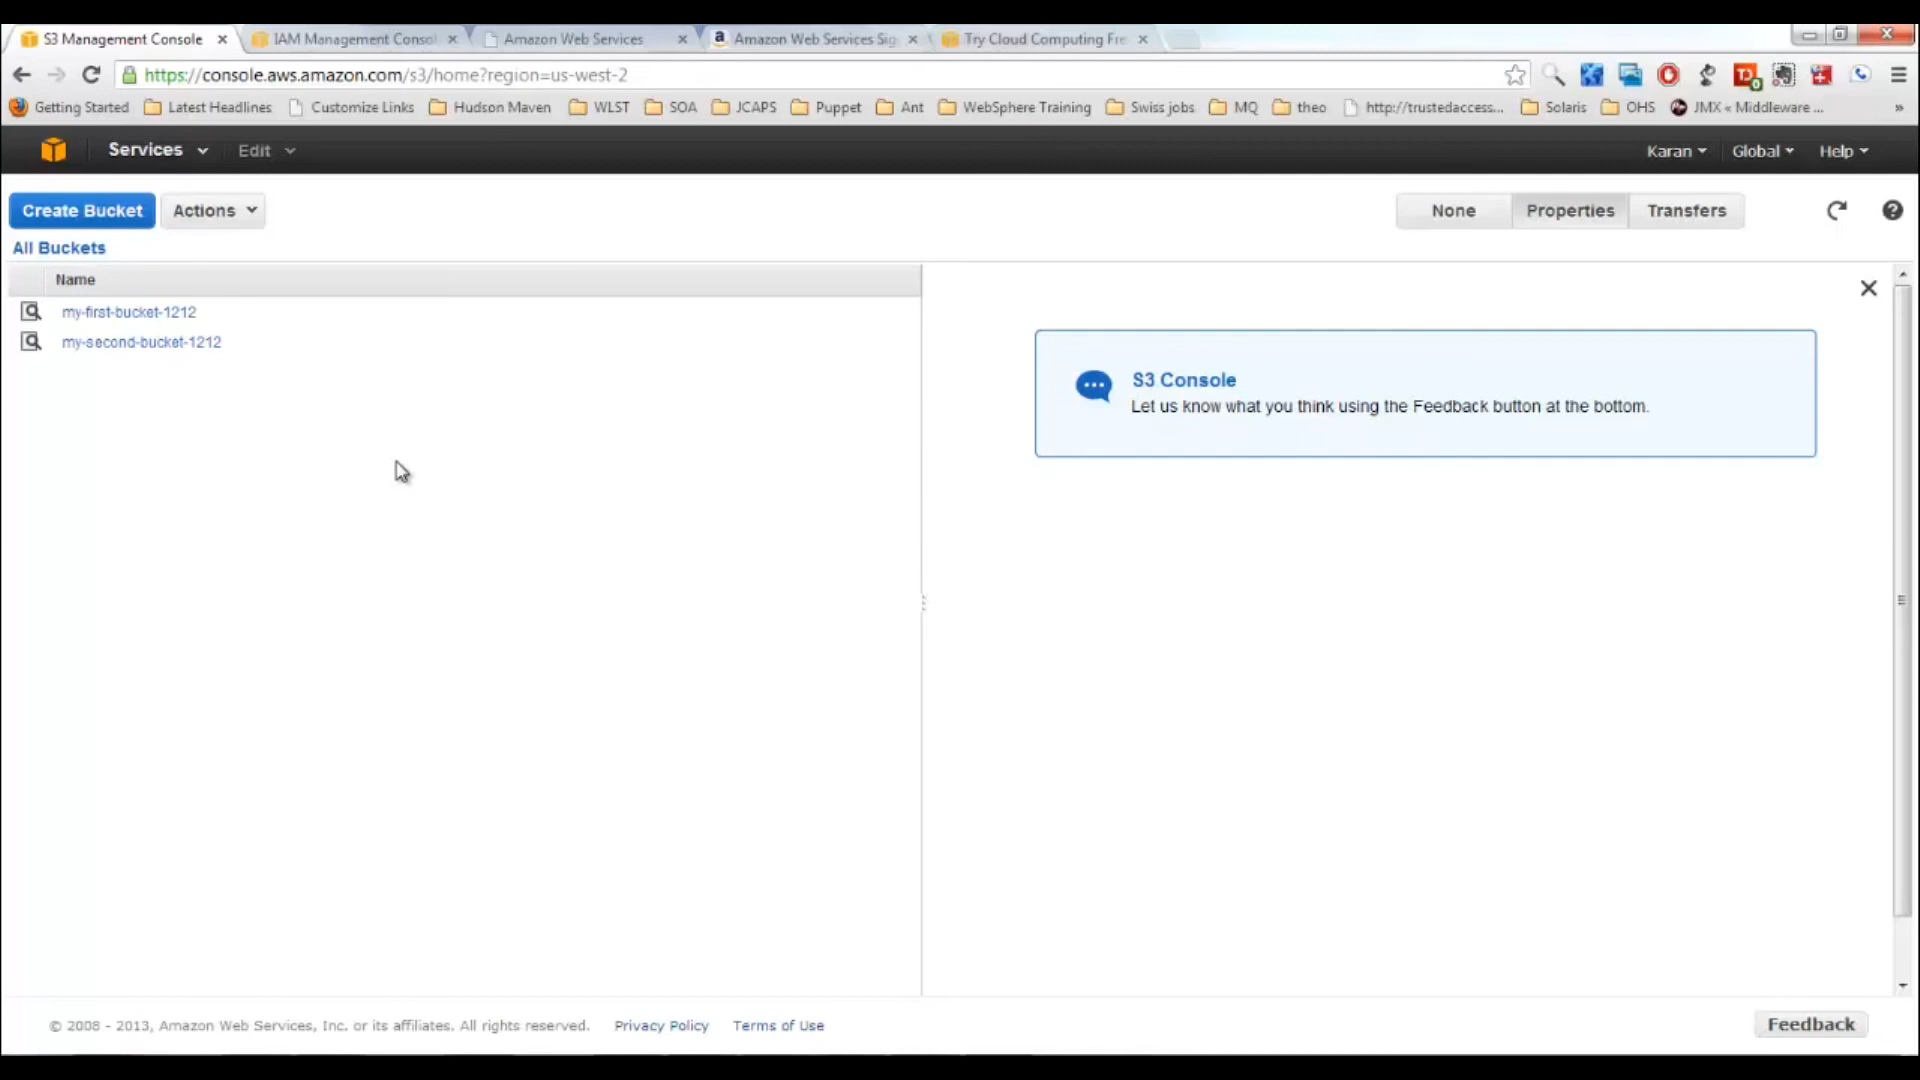 S3 Management Console
IAM Management Consol
Amazon Web Services
Amazon Web Services Sig
Try Cloud Computing Fre
https://console.aws.amazon.com/s3/home?region=us-west-2
Getting Started
Latest Headlines
Customize Links
Hudson Maven
WLST
SOA
JCAPS
Puppet
Ant
WebSphere Training
Swiss jobs
MQ
theo
http://trustedaccess...
Solaris
OHS
JMX « Middleware ...
»
Services
Edit
Karan
Global
Help
Create Bucket
Actions
None
Properties
Transfers
All Buckets
Name
my-first-bucket-1212
my-second-bucket-1212
S3 Console
Let us know what you think using the Feedback button at the bottom.
© 2008 - 2013, Amazon Web Services, Inc. or its affiliates. All rights reserved.
Privacy Policy
Terms of Use
Feedback